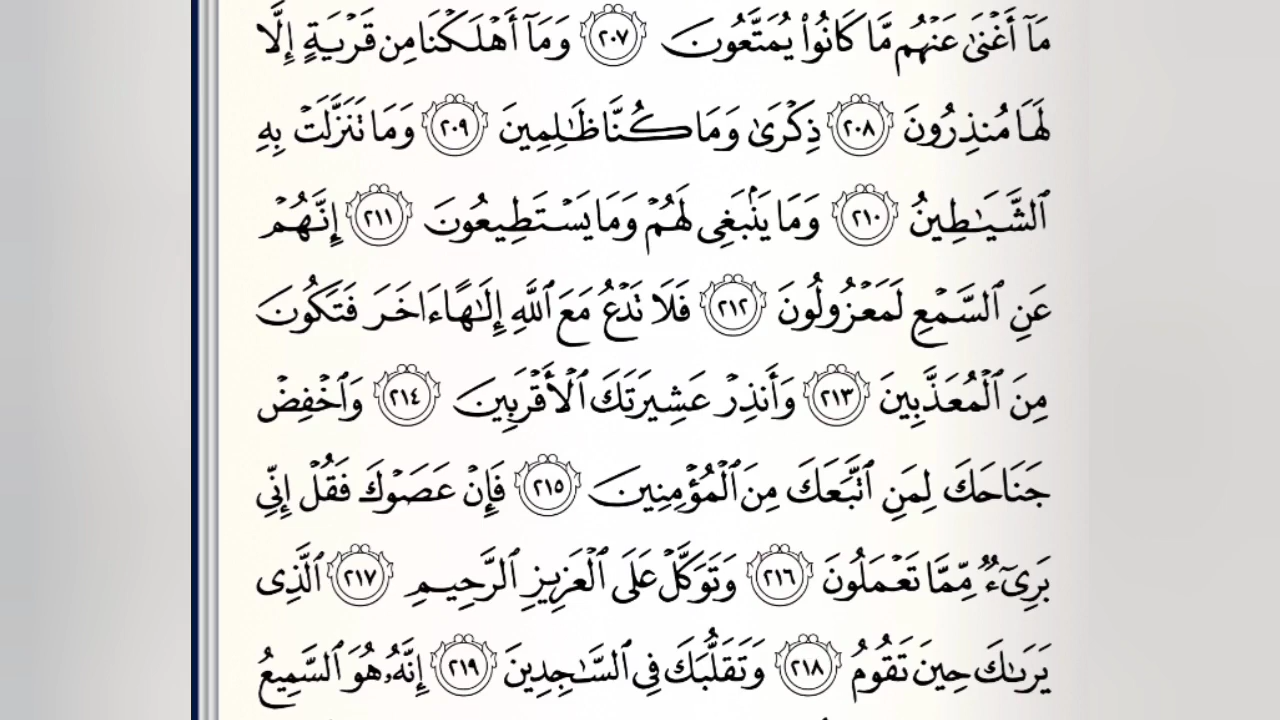 مَآ أَغْنَىٰ عَنْهُم مَّا كَانُوا۟ يُمَتَّعُونَ ٢٠٧ وَمَآ أَهْلَكْنَا مِن قَرْيَةٍ إِلَّا
لَهَا مُنذِرُونَ ٢٠٨ ذِكْرَىٰ وَمَا كُنَّا ظَـٰلِمِينَ ٢٠٩ وَمَا تَنَزَّلَتْ بِهِ
ٱلشَّيَـٰطِينُ ٢١٠ وَمَا يَنۢبَغِى لَهُمْ وَمَا يَسْتَطِيعُونَ ٢١١ إِنَّهُمْ
عَنِ ٱلسَّمْعِ لَمَعْزُولُونَ ٢١٢ فَلَا تَدْعُ مَعَ ٱللَّهِ إِلَـٰهًا ءَاخَرَ فَتَكُونَ
مِنَ ٱلْمُعَذَّبِينَ ٢١٣ وَأَنذِرْ عَشِيرَتَكَ ٱلْأَقْرَبِينَ ٢١٤ وَٱخْفِضْ
جَنَاحَكَ لِمَنِ ٱتَّبَعَكَ مِنَ ٱلْمُؤْمِنِينَ ٢١٥ فَإِنْ عَصَوْكَ فَقُلْ إِنِّى
بَرِىٓءٌ مِّمَّا تَعْمَلُونَ ٢١٦ وَتَوَكَّلْ عَلَى ٱلْعَزِيزِ ٱلرَّحِيمِ ٢١٧ ٱلَّذِى
يَرَىٰكَ حِينَ تَقُومُ ٢١٨ وَتَقَلُّبَكَ فِى ٱلسَّـٰجِدِينَ ٢١٩ إِنَّهُۥ هُوَ ٱلسَّمِيعُ